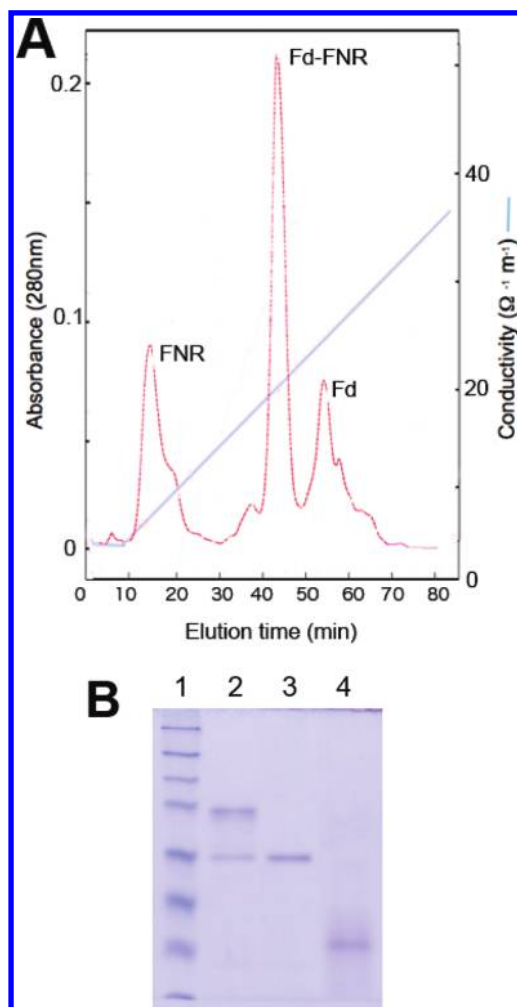 A
Fd-FNR
0.2
40
Absorbance (280nm)
Conductivity (Ω ⁻¹ m⁻¹)
0.1
FNR
Fd
20
0
0
0 10 20 30 40 50 60 70 80
Elution time (min)
B
1 2 3 4